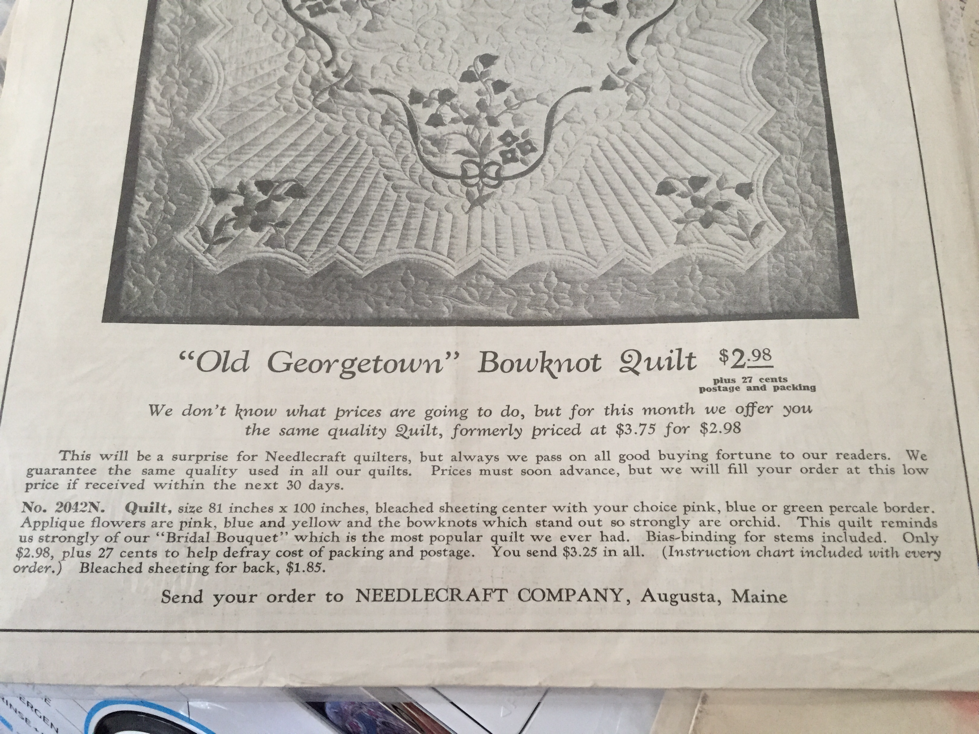 “Old Georgetown” Bowknot Quilt $2.98
plus 27 cents
postage and packing
We don't know what prices are going to do, but for this month we offer you
the same quality Quilt, formerly priced at $3.75 for $2.98
This will be a surprise for Needlecraft quilters, but always we pass on all good buying fortune to our readers. We
guarantee the same quality used in all our quilts. Prices must soon advance, but we will fill your order at this low
price if received within the next 30 days.
No. 2042N. Quilt, size 81 inches x 100 inches, bleached sheeting center with your choice pink, blue or green percale border.
Applique flowers are pink, blue and yellow and the bowknots which stand out so strongly are orchid. This quilt reminds
us strongly of our “Bridal Bouquet” which is the most popular quilt we ever had. Bias-binding for stems included. Only
$2.98, plus 27 cents to help defray cost of packing and postage. You send $3.25 in all. (Instruction chart included with every
order.) Bleached sheeting for back, $1.85.
Send your order to NEEDLECRAFT COMPANY, Augusta, Maine